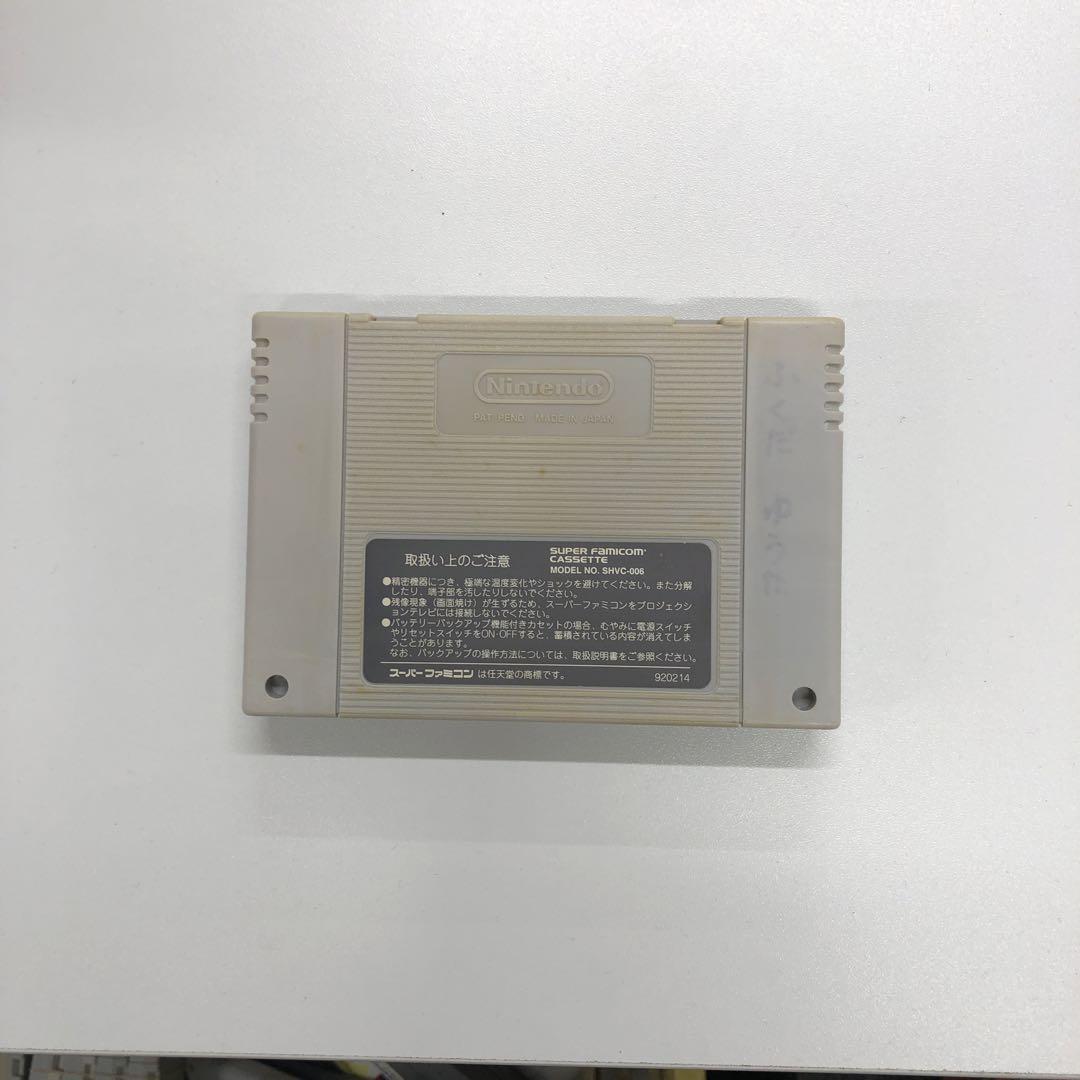 Nintendo
PAT. PEND. MADE IN JAPAN
取扱い上のご注意
SUPER FAMICOM
CASSETTE
MODEL NO. SHVC-006
●精密機器につき、極端な温度変化やショックを避けてください。また分解
したり、端子部を汚したりしないでください。
●残像現象（画面焼け）が生ずるため、スーパーファミコンをプロジェクシ
ョンテレビには接続しないでください。
●バッテリーバックアップ機能付きカセットの場合、むやみに電源スイッチ
やリセットスイッチをON・OFFすると、蓄積されている内容が消えてしま
うことがあります。
なお、バックアップの操作方法については、取扱説明書をご参照ください。
スーパーファミコン は任天堂の商標です。
920214